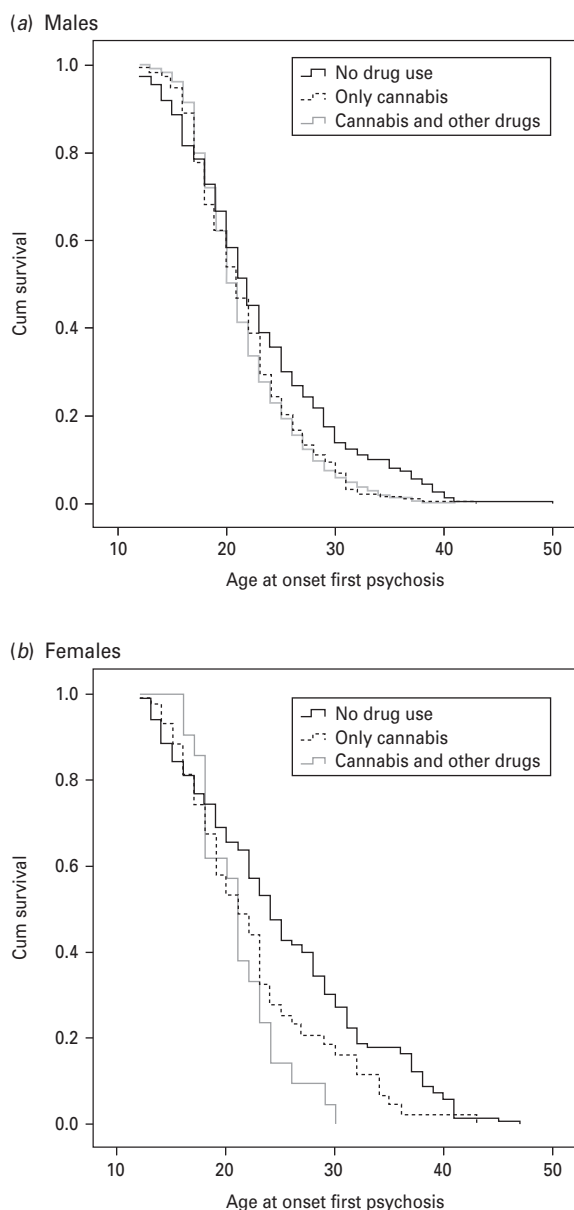 (a) Males
1.0
0.8
0.6
0.4
0.2
0.0
Cum survival
No drug use
Only cannabis
Cannabis and other drugs
10 20 30 40 50
Age at onset first psychosis
(b) Females
1.0
0.8
0.6
0.4
0.2
0.0
Cum survival
No drug use
Only cannabis
Cannabis and other drugs
10 20 30 40 50
Age at onset first psychosis